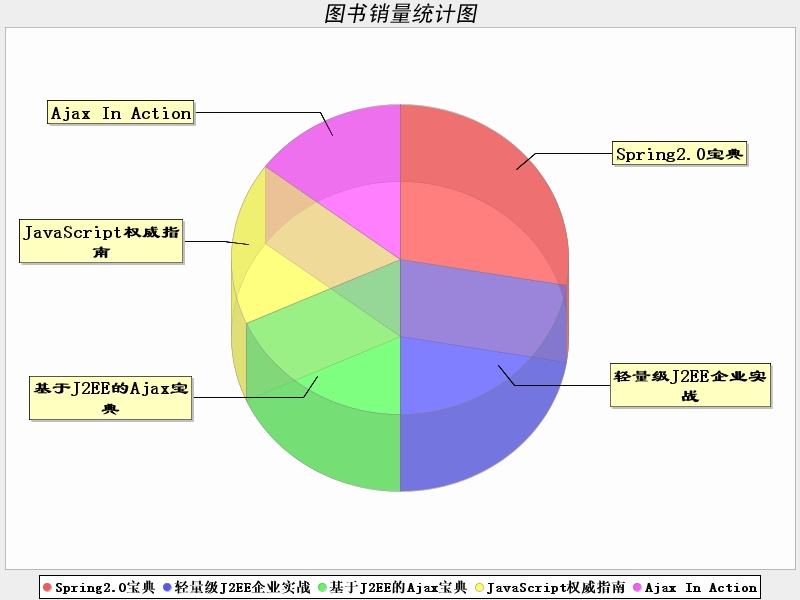 图书销量统计图
Ajax In Action
Spring2.0宝典
JavaScript权威指
南
轻量级J2EE企业实
战
基于J2EE的Ajax宝
典
Spring2.0宝典 轻量级J2EE企业实战 基于J2EE的Ajax宝典 JavaScript权威指南 Ajax In Action